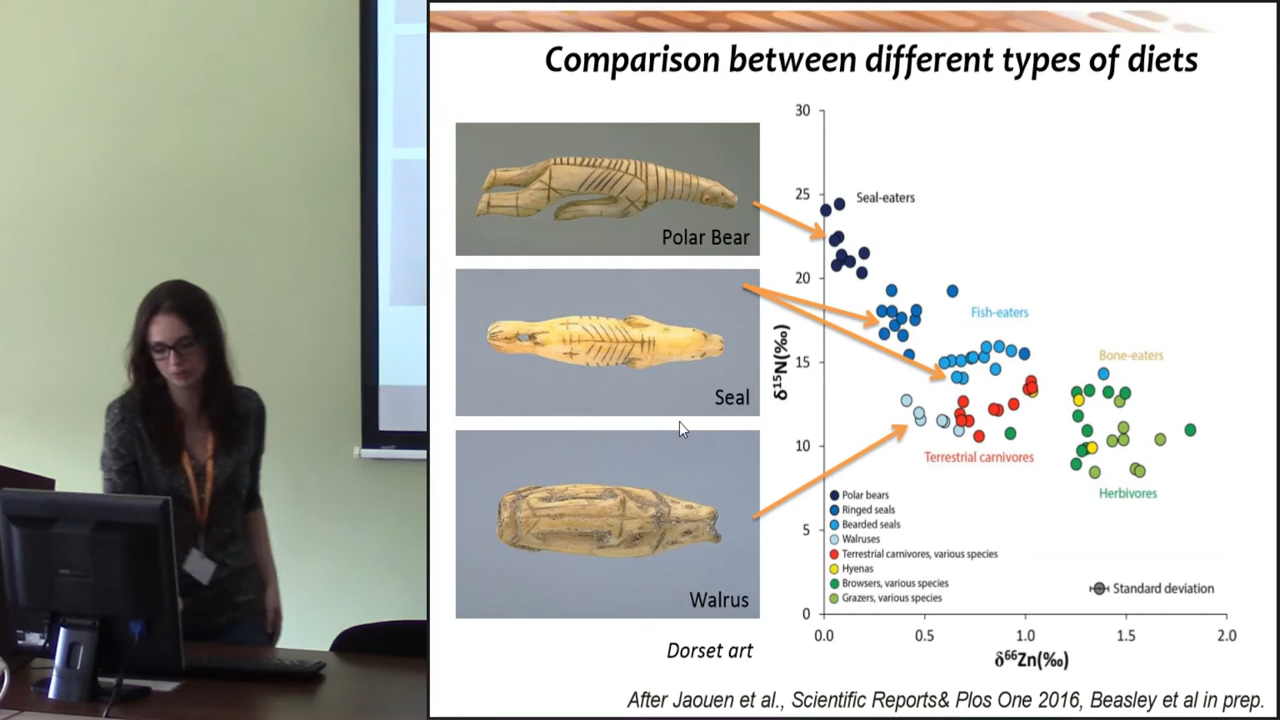 Comparison between different types of diets
Polar Bear
Seal
Walrus
Dorset art
30
25
20
15
10
5
0
δ¹⁵N(‰)
0.0 0.5 1.0 1.5 2.0
δ⁶⁶Zn(‰)
Seal-eaters
Fish-eaters
Bone-eaters
Terrestrial carnivores
Herbivores
Polar bears
Ringed seals
Bearded seals
Walruses
Terrestrial carnivores, various species
Hyenas
Browsers, various species
Grazers, various species
Standard deviation
After Jaouen et al., Scientific Reports& Plos One 2016, Beasley et al in prep.